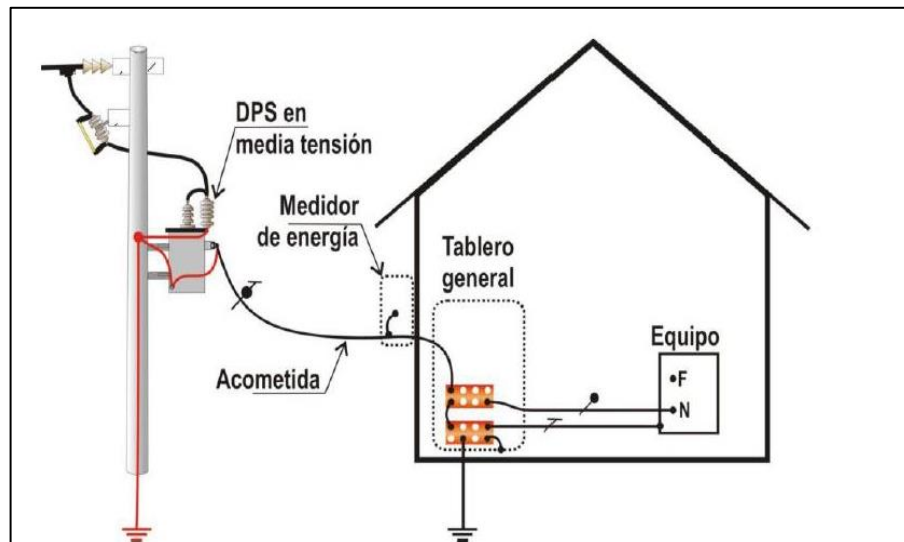 DPS en
media tensión
Medidor
de energía
Tablero
general
Equipo
F
N
Acometida